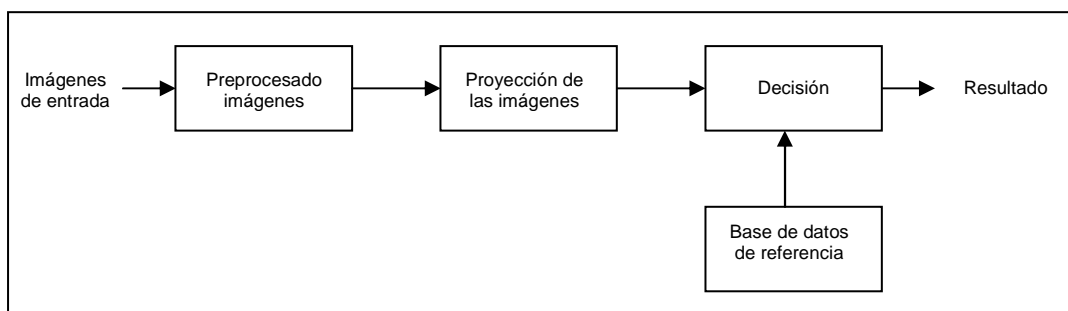 Imágenes
de entrada
Preprocesado
imágenes
Proyección de
las imágenes
Decisión
Resultado
Base de datos
de referencia